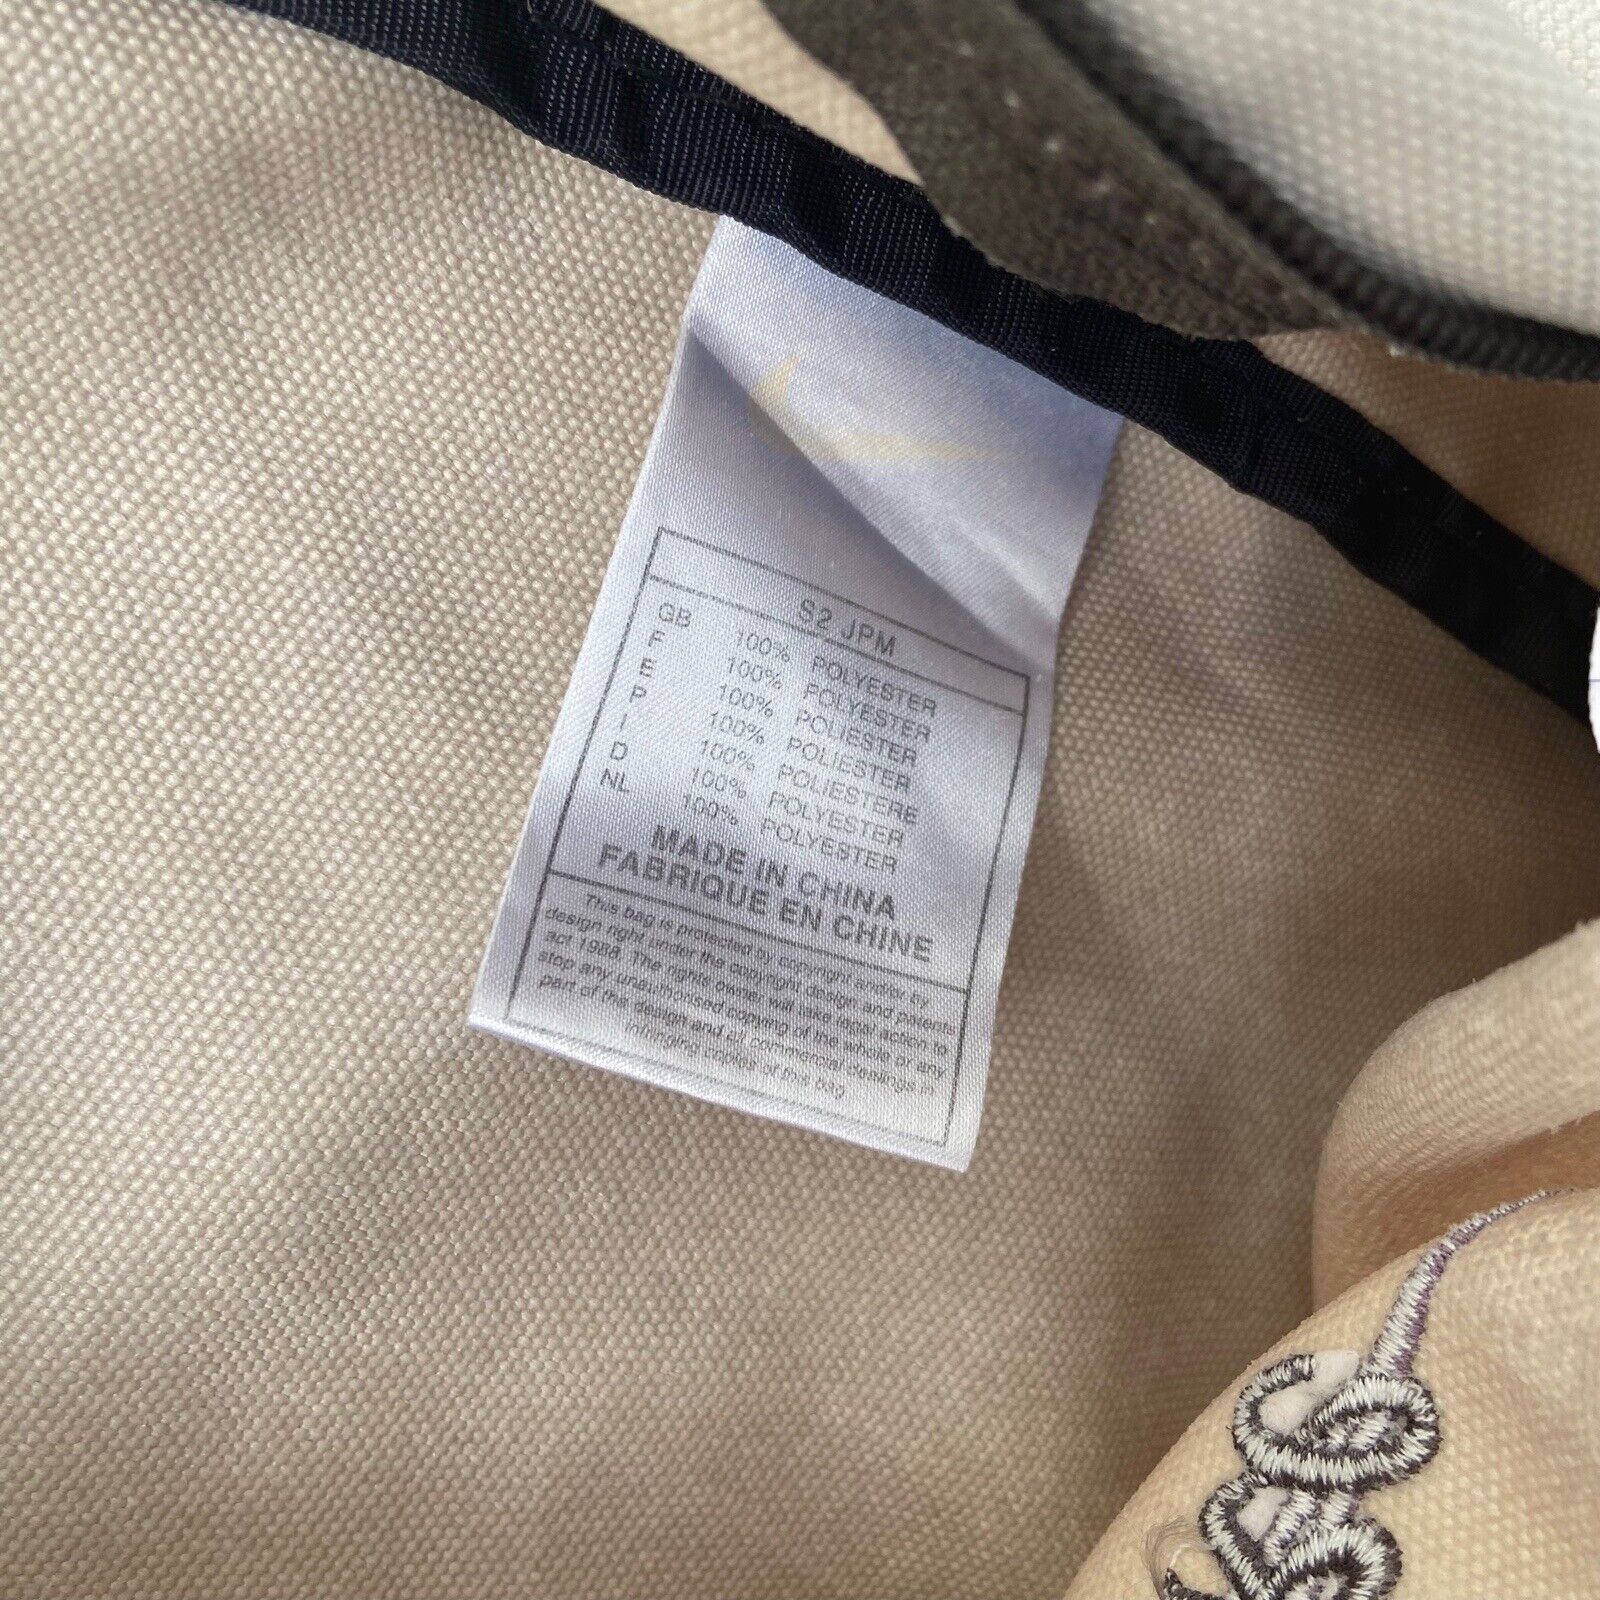 S2 JPM
GB 100% POLYESTER
F 100% POLYESTER
E 100% POLIESTER
P 100% POLIESTER
I 100% POLIESTERE
D 100% POLYESTER
NL 100% POLYESTER
MADE IN CHINA
FABRIQUE EN CHINE
This bag is protected by copyright and/or by
design right under the copyright design, and patents
act 1988. The rights owner will take legal action to
stop any unauthorised copying of the whole or any
part of the design and all commercial dealings in
infringing copies of this bag